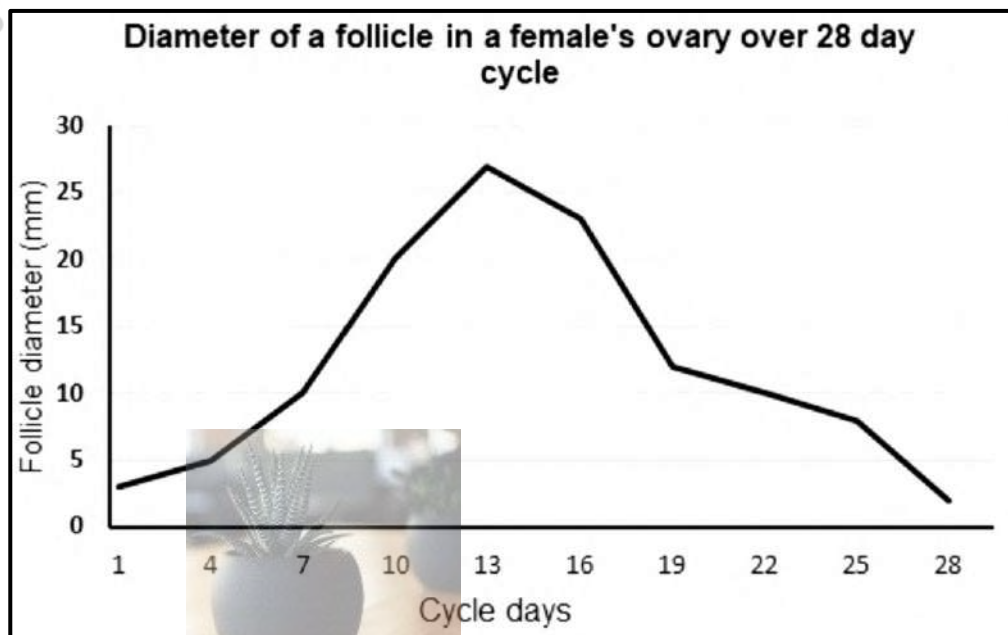 Diameter of a follicle in a female's ovary over 28 day
cycle
30
25
20
15
10
5
0
Follicle diameter (mm)
1 4 7 10 13 16 19 22 25 28
Cycle days